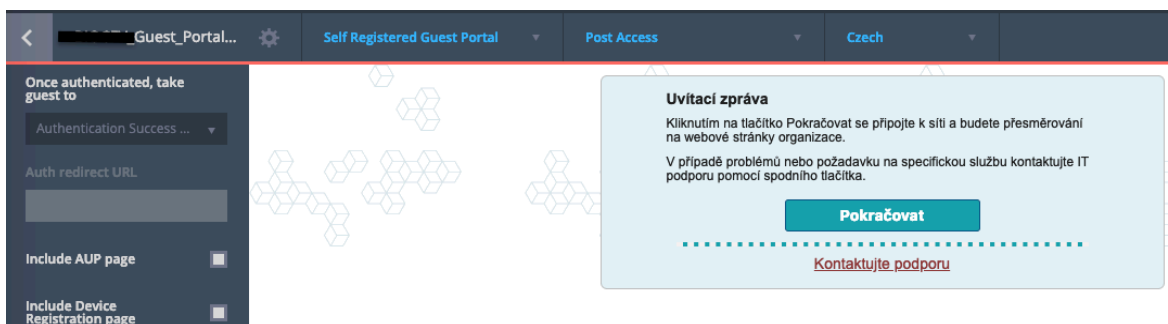 _Guest_Portal...
Self Registered Guest Portal
Post Access
Czech
Once authenticated, take
guest to
Authentication Success ...
Auth redirect URL
Include AUP page
Include Device
Registration page
Uvítací zpráva
Kliknutím na tlačítko Pokračovat se připojte k síti a budete přesměrování
na webové stránky organizace.
V případě problémů nebo požadavku na specifickou službu kontaktujte IT
podporu pomocí spodního tlačítka.
Pokračovat
Kontaktujte podporu